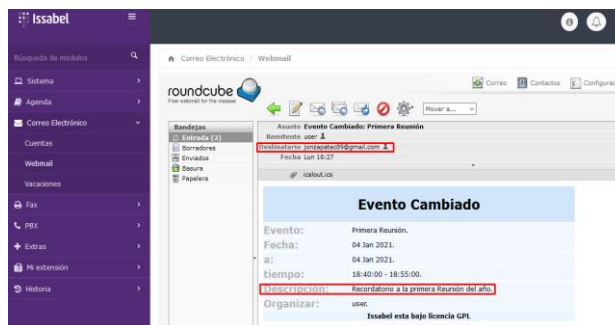 Issabel
Búsqueda de módulos
Sistema
Agenda
Correo Electrónico
Cuentas
Webmail
Vacaciones
Fax
PBX
Extras
Mi extensión
Historia
Correo Electrónico / Webmail
roundcube
Free webmail for the masses
Correo
Contactos
Configurac
Mover a...
Bandejas
Entrada (2)
Borradores
Enviados
Basura
Papelera
Asunto Evento Cambiado: Primera Reunión
Remitente user
Destinatario jonzapatac89@gmail.com
Fecha Lun 18:27
icalout.ics
Evento Cambiado
Evento: Primera Reunión.
Fecha: 04 Jan 2021.
a: 04 Jan 2021.
tiempo: 18:40:00 - 18:55:00.
Descripción: Recordatorio a la primera Reunión del año.
Organizar: user.
Issabel esta bajo licencia GPL